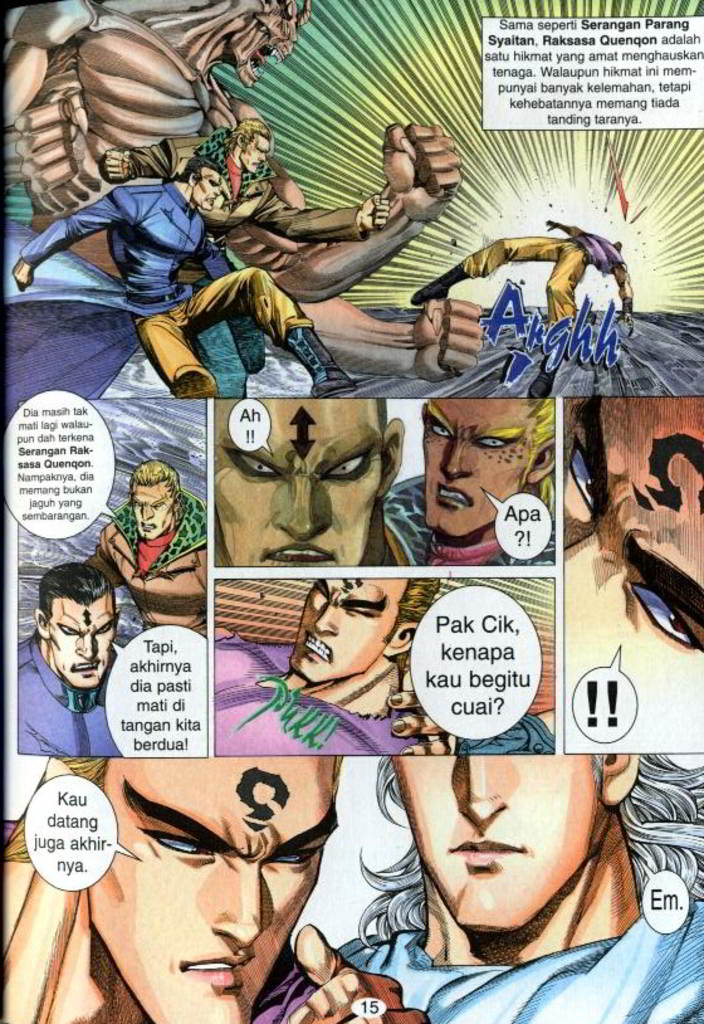 Sama seperti Serangan Parang
Syaitan, Raksasa Quenqon adalah
satu hikmat yang amat menghauskan
tenaga. Walaupun hikmat ini mem-
punyai banyak kelemahan, tetapi
kehebatannya memang tiada
tanding taranya.
Arkghh
Dia masih tak
mati lagi walau-
pun dah terkena
Serangan Rak-
sasa Quenqon.
Nampaknya, dia
memang bukan
jaguh yang
sembarangan.
Tapi,
akhirnya
dia pasti
mati di
tangan kita
berdua!
Ah
!!
Apa
?!
Pak Cik,
kenapa
kau begitu
cuai?
!!
Kau
datang
juga akhir-
nya.
Em.
15